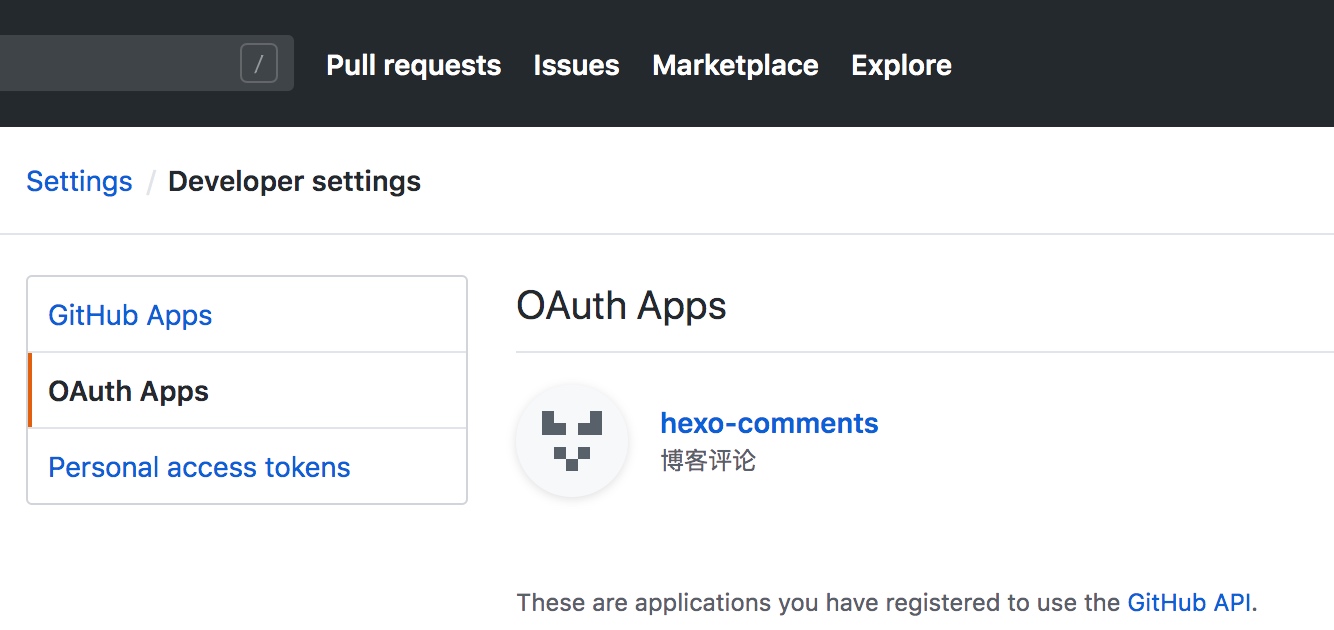 / Pull requests Issues Marketplace Explore
Settings / Developer settings
GitHub Apps
OAuth Apps
Personal access tokens
OAuth Apps
hexo-comments
博客评论
These are applications you have registered to use the GitHub API.